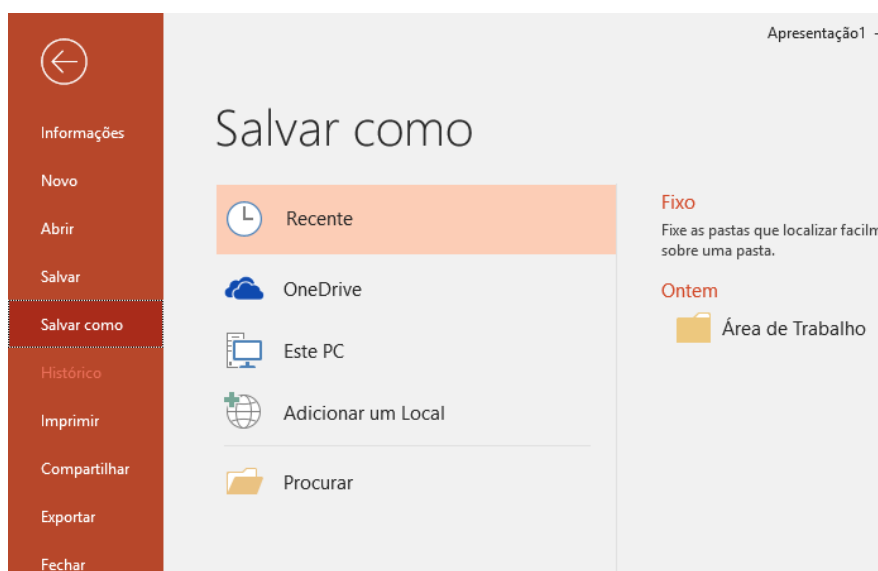 Apresentação1 -
Informações
Novo
Abrir
Salvar
Salvar como
Histórico
Imprimir
Compartilhar
Exportar
Fechar
Salvar como
Recente
OneDrive
Este PC
Adicionar um Local
Procurar
Fixo
Fixe as pastas que localizar
sobre uma pasta.
Ontem
Área de Trabalho